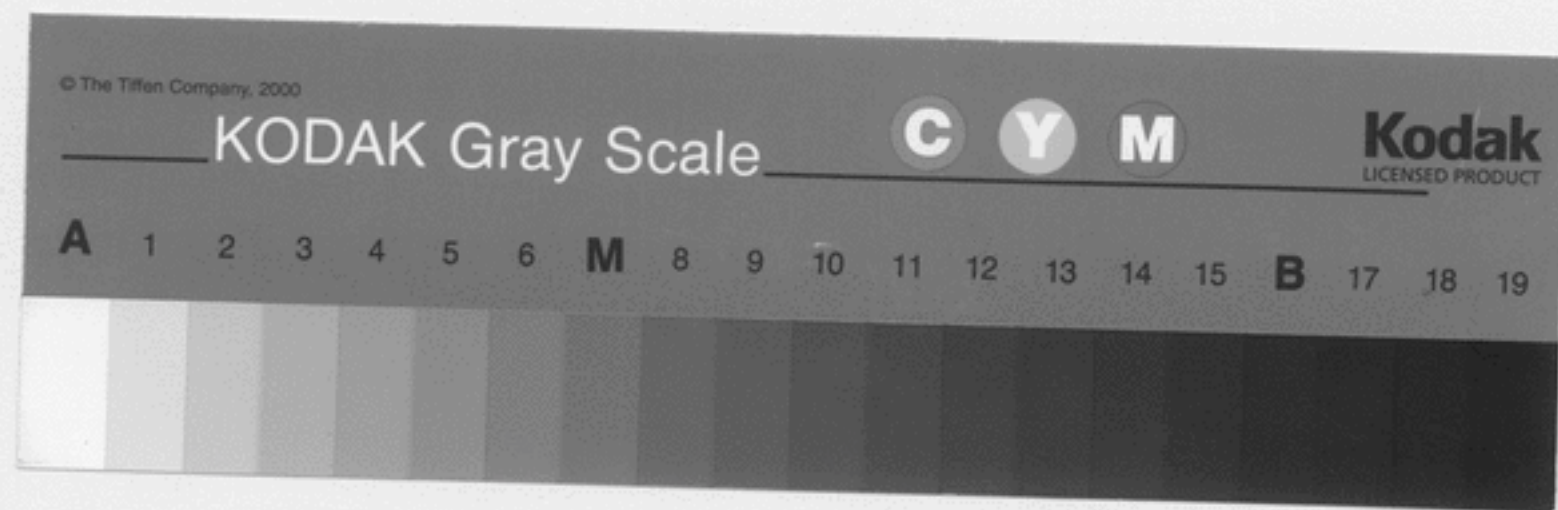 © The Tiffen Company, 2000
KODAK Gray Scale
C Y M
Kodak
LICENSED PRODUCT
A 1 2 3 4 5 6 M 8 9 10 11 12 13 14 15 B 17 18 19